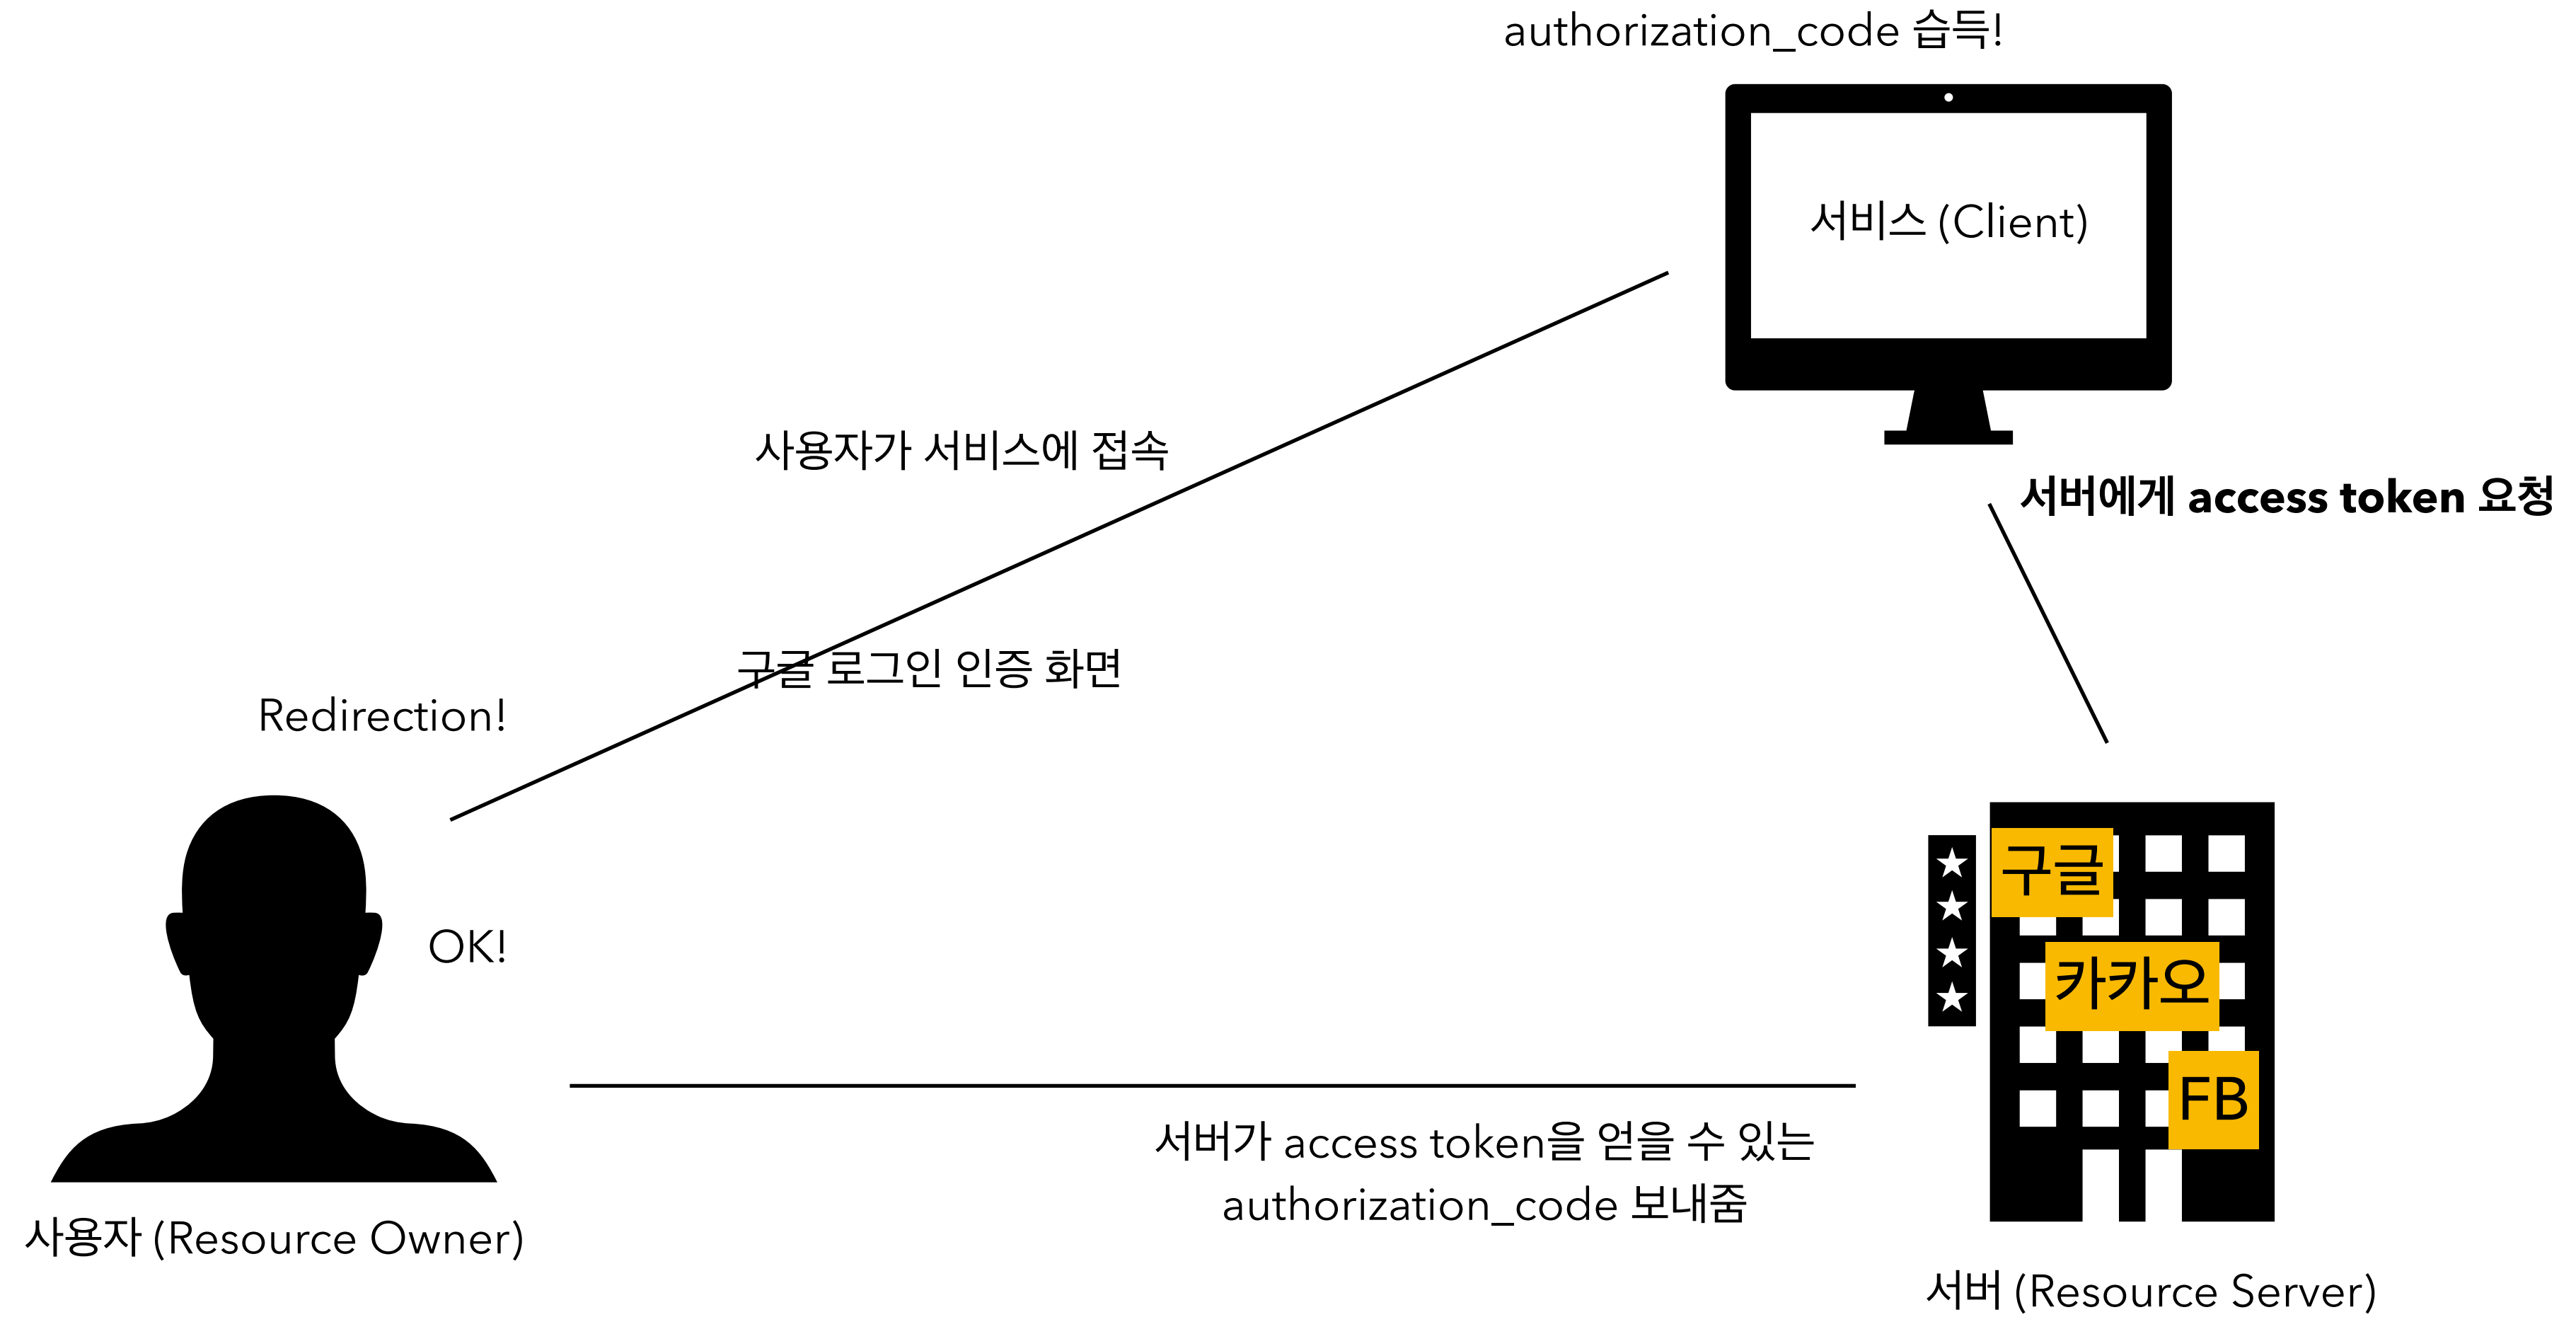 authorization_code 습득!
서비스 (Client)
사용자가 서비스에 접속
서버에게 access token 요청
구글 로그인 인증 화면
Redirection!
OK!
구글
카카오
FB
서버가 access token을 얻을 수 있는
authorization_code 보내줌
사용자 (Resource Owner)
서버 (Resource Server)